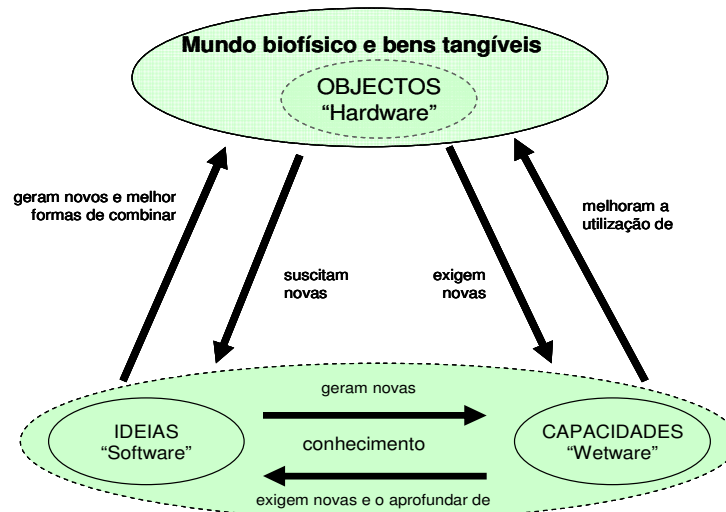 Mundo biofísico e bens tangíveis
OBJECTOS
“Hardware”
geram novos e melhor
formas de combinar
suscitam
novas
exigem
novas
melhoram a
utilização de
geram novas
IDEIAS
“Software”
conhecimento
CAPACIDADES
“Wetware”
exigem novas e o aprofundar de